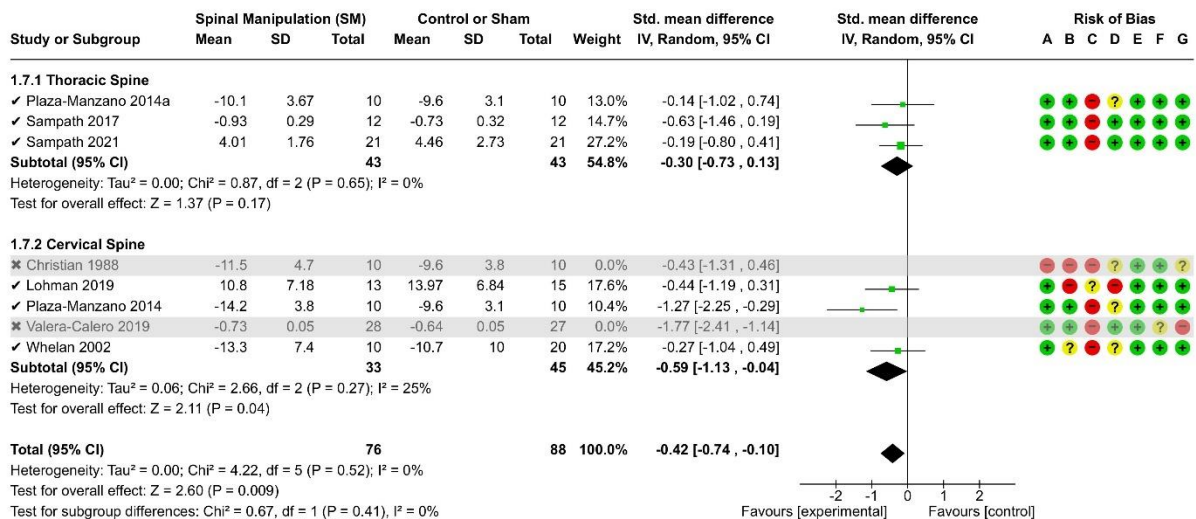 Spinal Manipulation (SM) Control or Sham Std. mean difference Std. mean difference Risk of Bias
Study or Subgroup Mean SD Total Mean SD Total Weight IV, Random, 95% CI IV, Random, 95% CI A B C D E F G
1.7.1 Thoracic Spine
✔ Plaza-Manzano 2014a -10.1 3.67 10 -9.6 3.1 10 13.0% -0.14 [-1.02 , 0.74] + + - ? + + +
✔ Sampath 2017 -0.93 0.29 12 -0.73 0.32 12 14.7% -0.63 [-1.46 , 0.19] + + - + + + +
✔ Sampath 2021 4.01 1.76 21 4.46 2.73 21 27.2% -0.19 [-0.80 , 0.41] + + - + + + +
Subtotal (95% CI) 43 43 54.8% -0.30 [-0.73 , 0.13]
Heterogeneity: Tau² = 0.00; Chi² = 0.87, df = 2 (P = 0.65); I² = 0%
Test for overall effect: Z = 1.37 (P = 0.17)
1.7.2 Cervical Spine
✖ Christian 1988 -11.5 4.7 10 -9.6 3.8 10 0.0% -0.43 [-1.31 , 0.46] - - - ? + + ?
✔ Lohman 2019 10.8 7.18 13 13.97 6.84 15 17.6% -0.44 [-1.19 , 0.31] + - ? - + + +
✔ Plaza-Manzano 2014 -14.2 3.8 10 -9.6 3.1 10 10.4% -1.27 [-2.25 , -0.29] + + - ? + + +
✖ Valera-Calero 2019 -0.73 0.05 28 -0.64 0.05 27 0.0% -1.77 [-2.41 , -1.14] + + - + + ? -
✔ Whelan 2002 -13.3 7.4 10 -10.7 10 20 17.2% -0.27 [-1.04 , 0.49] + ? - ? + + +
Subtotal (95% CI) 33 45 45.2% -0.59 [-1.13 , -0.04]
Heterogeneity: Tau² = 0.06; Chi² = 2.66, df = 2 (P = 0.27); I² = 25%
Test for overall effect: Z = 2.11 (P = 0.04)
Total (95% CI) 76 88 100.0% -0.42 [-0.74 , -0.10]
Heterogeneity: Tau² = 0.00; Chi² = 4.22, df = 5 (P = 0.52); I² = 0%
Test for overall effect: Z = 2.60 (P = 0.009) -2 -1 0 1 2
Test for subgroup differences: Chi² = 0.67, df = 1 (P = 0.41), I² = 0% Favours [experimental] Favours [control]